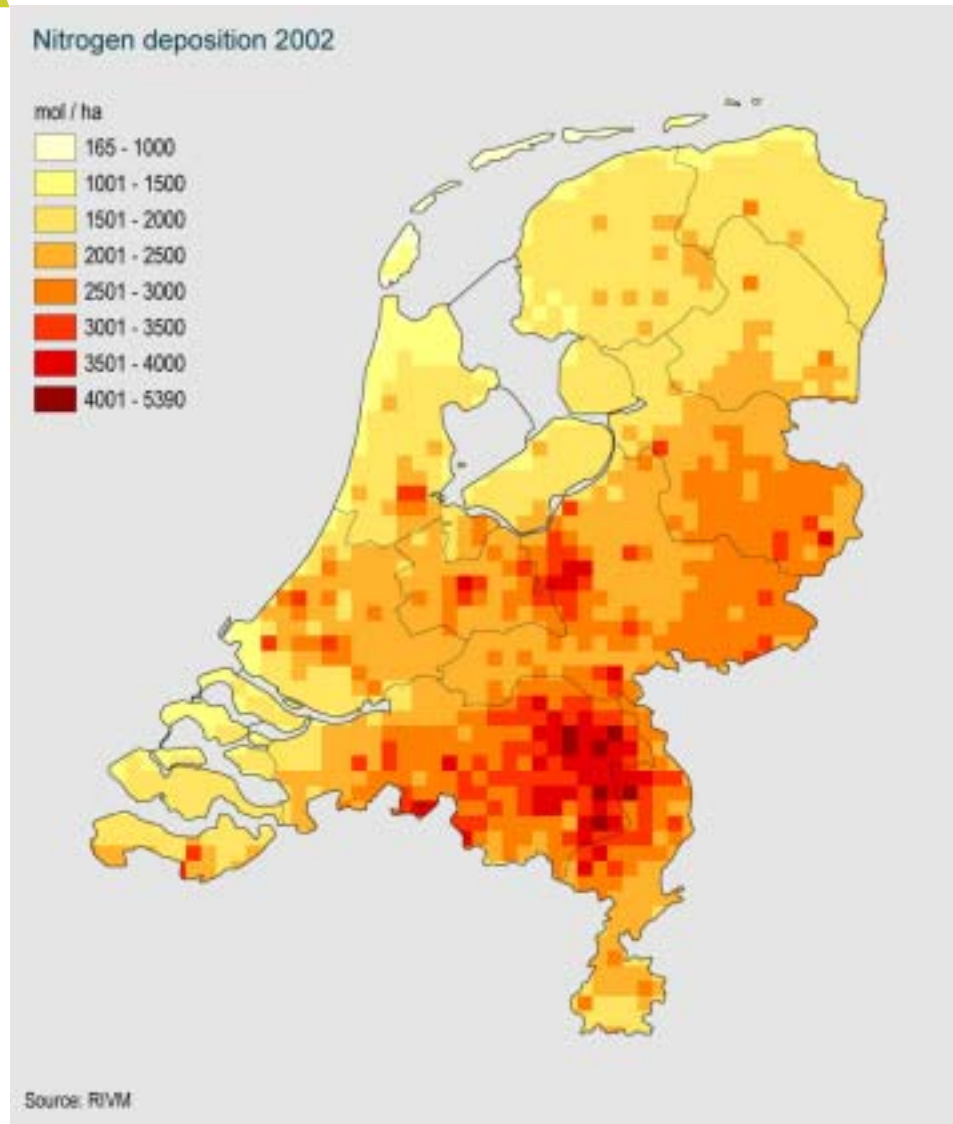 Nitrogen deposition 2002
mol / ha
165 - 1000
1001 - 1500
1501 - 2000
2001 - 2500
2501 - 3000
3001 - 3500
3501 - 4000
4001 - 5390
Source: RIVM